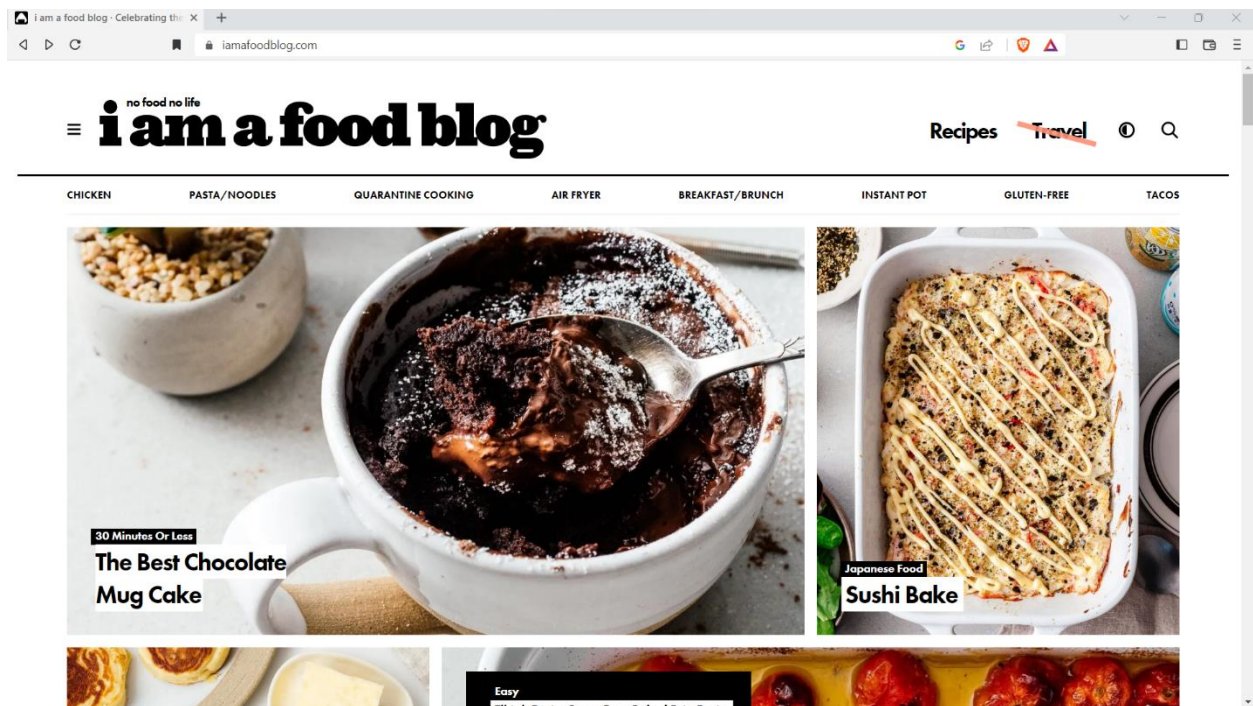 i am a food blog · Celebrating the
iamafoodblog.com
no food no life
i am a food blog
Recipes
Travel
CHICKEN
PASTA/NOODLES
QUARANTINE COOKING
AIR FRYER
BREAKFAST/BRUNCH
INSTANT POT
GLUTEN-FREE
TACOS
30 Minutes Or Less
The Best Chocolate
Mug Cake
Japanese Food
Sushi Bake
Easy